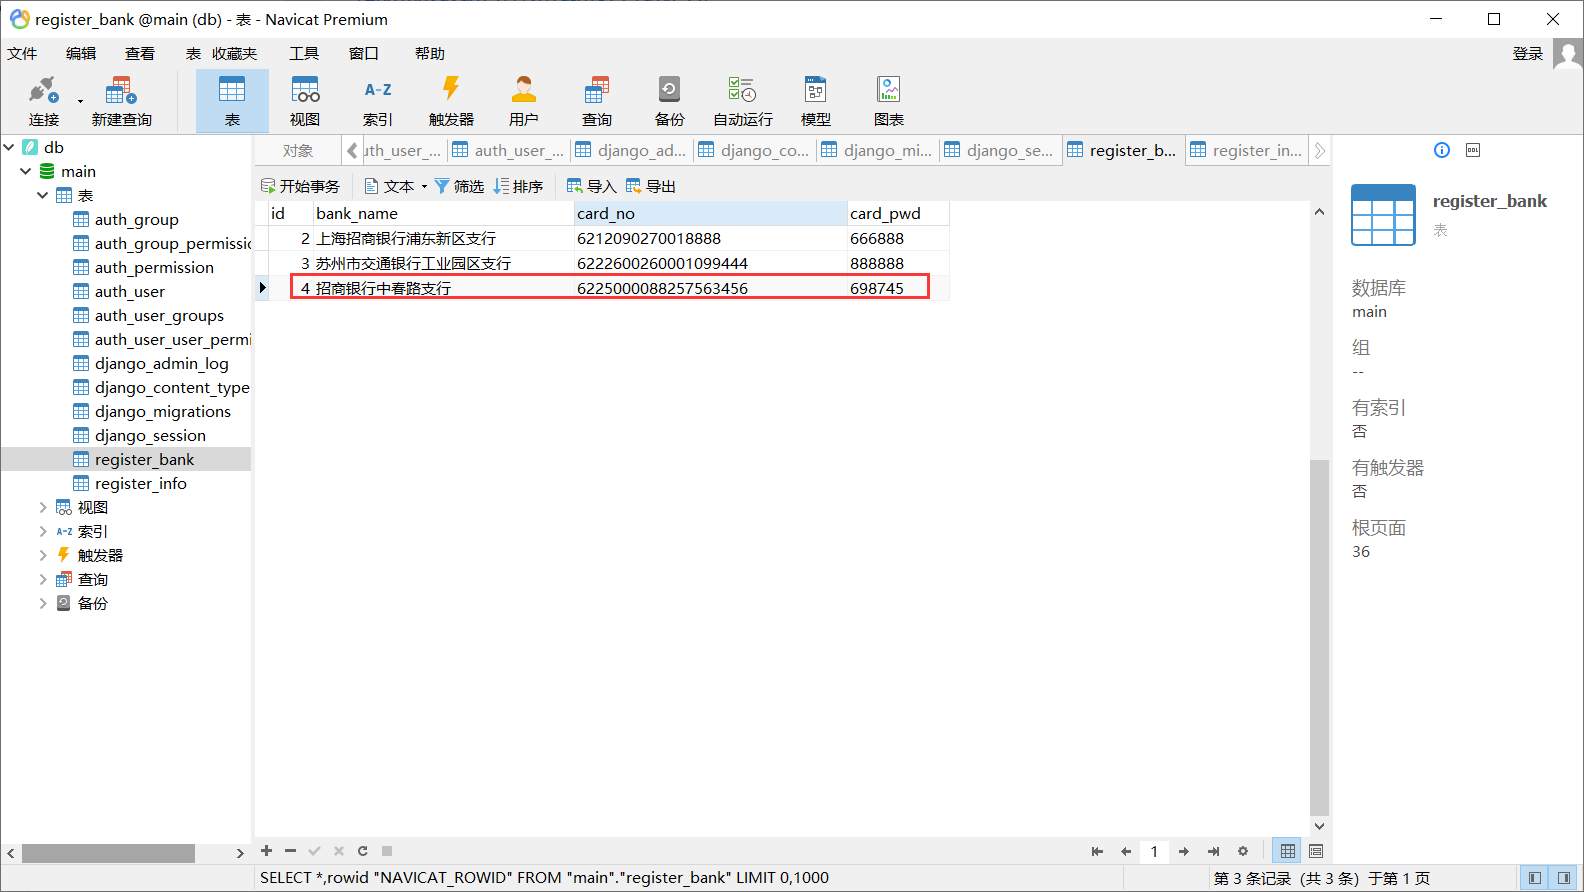 register_bank @main (db) - 表 - Navicat Premium
文件 编辑 查看 表 收藏夹 工具 窗口 帮助 登录
连接 新建查询 表 视图 A-Z 索引 触发器 用户 查询 备份 自动运行 模型 图表
对象 uth_user_... auth_user_... django_ad... django_co... django_mi... django_se... register_b... register_in...
开始事务 文本 筛选 排序 导入 导出
id bank_name card_no card_pwd
2 上海招商银行浦东新区支行 6212090270018888 666888
3 苏州市交通银行工业园区支行 6222600260001099444 888888
4 招商银行中春路支行 6225000088257563456 698745
db
main
表
auth_group
auth_group_permissic
auth_permission
auth_user
auth_user_groups
auth_user_user_permi
django_admin_log
django_content_type
django_migrations
django_session
register_bank
register_info
视图
A-Z 索引
触发器
查询
备份
DDL
register_bank
表
数据库
main
组
--
有索引
否
有触发器
否
根页面
36
1
SELECT *,rowid "NAVICAT_ROWID" FROM "main"."register_bank" LIMIT 0,1000
第 3 条记录 (共 3 条) 于第 1 页